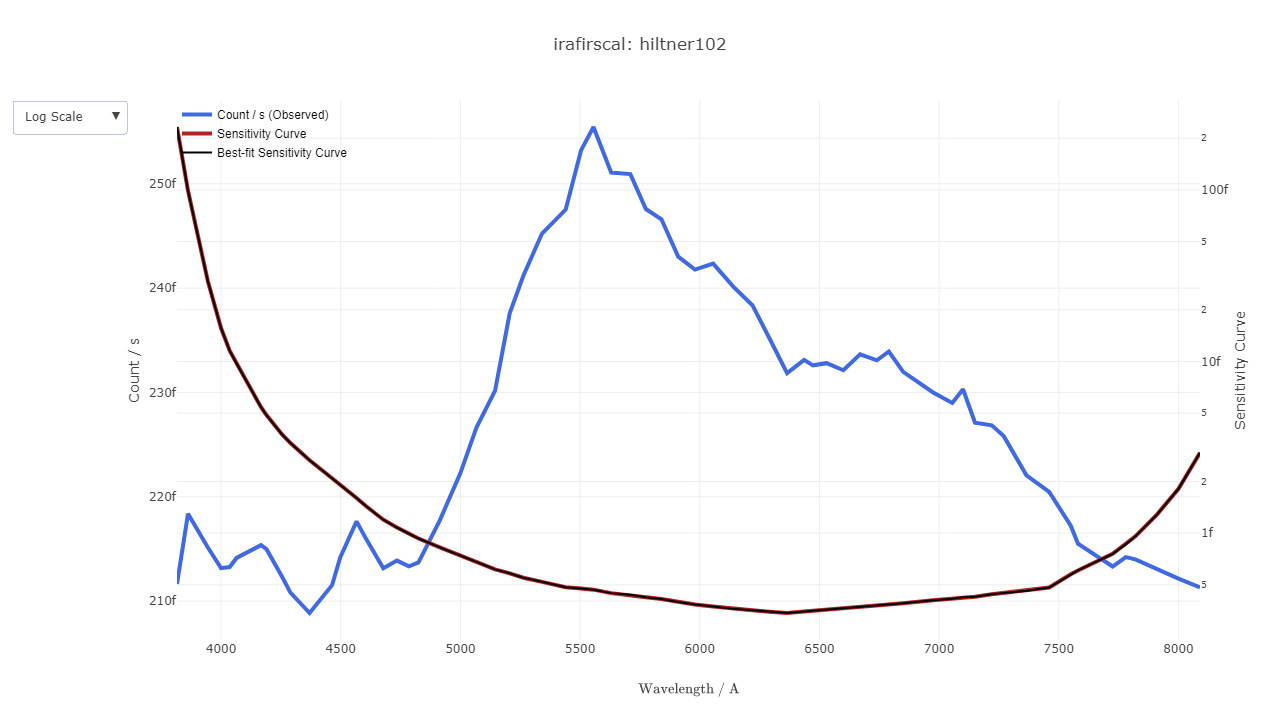 irafirscal: hiltner102
Log Scale ▼
Count / s (Observed)
Sensitivity Curve
Best-fit Sensitivity Curve
250f
240f
230f
220f
210f
Count / s
2
100f
5
2
10f
5
2
1f
5
Sensitivity Curve
4000 4500 5000 5500 6000 6500 7000 7500 8000
Wavelength / A